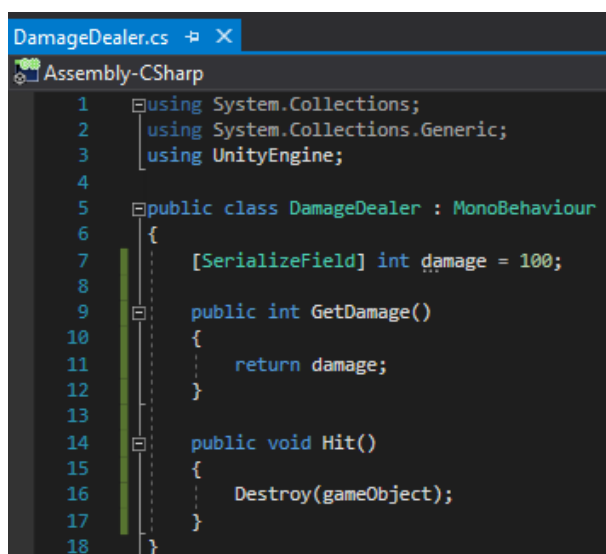 DamageDealer.cs
Assembly-CSharp
1 using System.Collections;
2 using System.Collections.Generic;
3 using UnityEngine;
4
5 public class DamageDealer : MonoBehaviour
6 {
7 [SerializeField] int damage = 100;
8
9 public int GetDamage()
10 {
11 return damage;
12 }
13
14 public void Hit()
15 {
16 Destroy(gameObject);
17 }
18 }